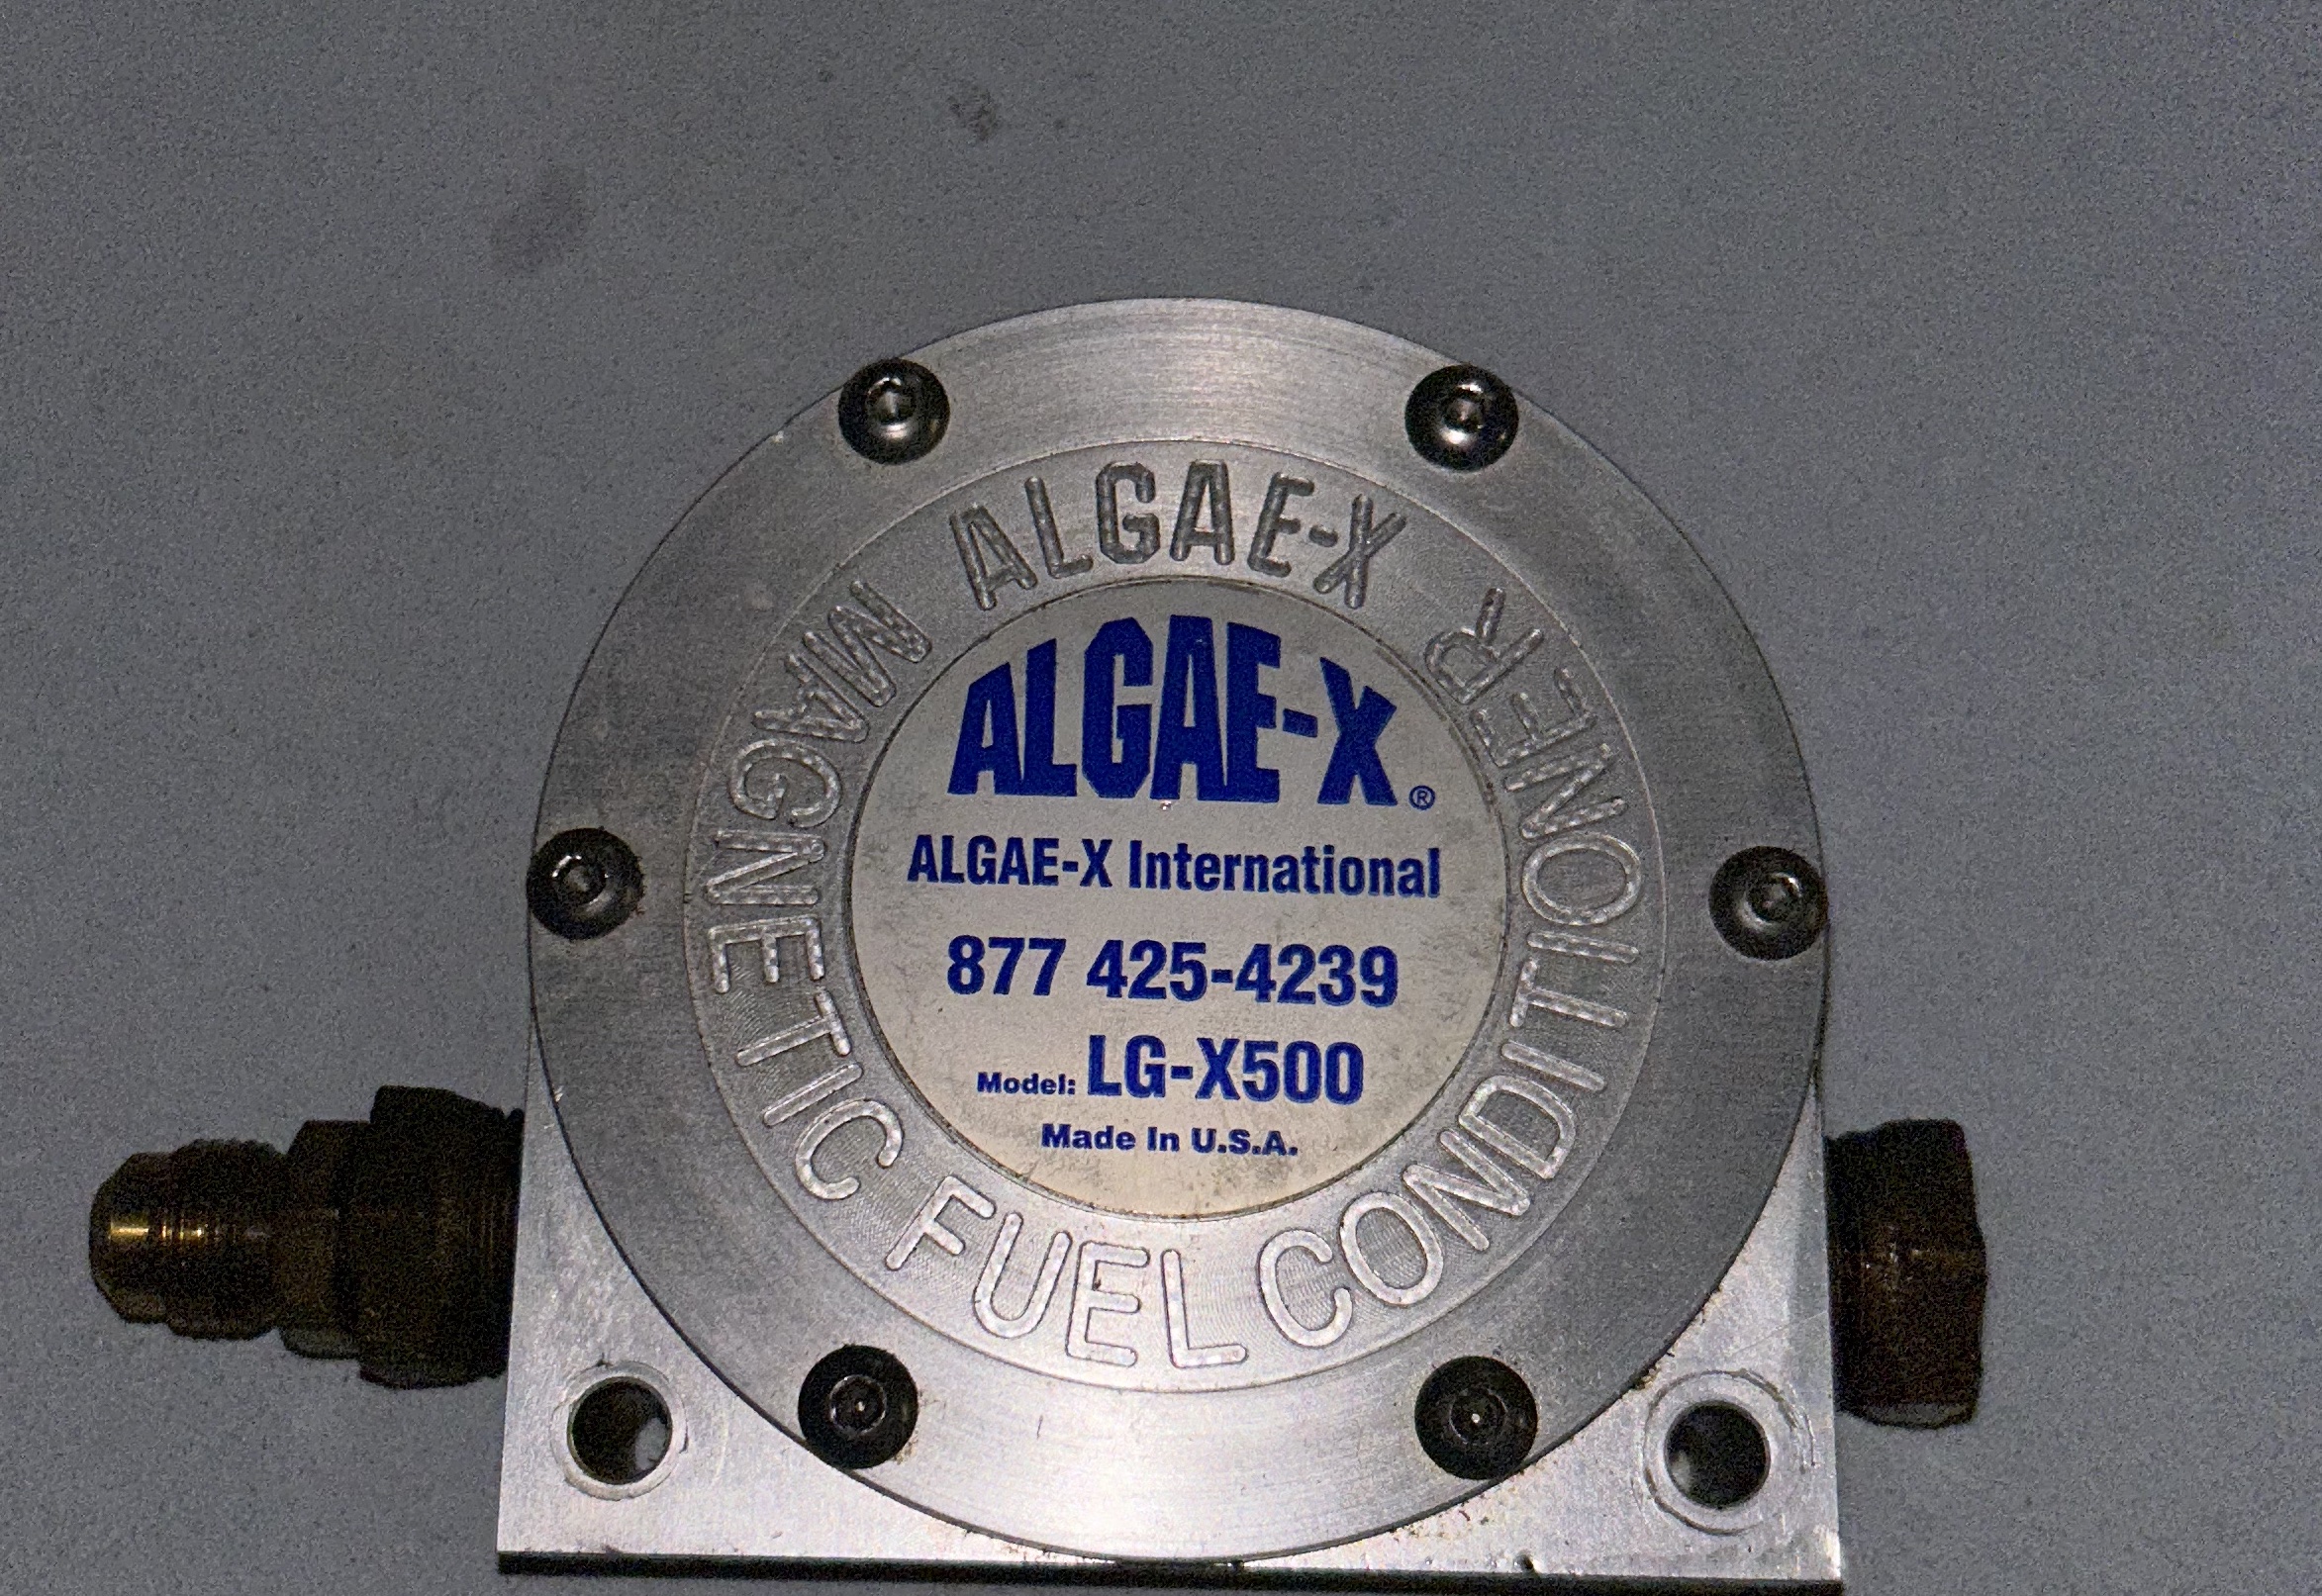 ALGAE-X
MAGNETIC FUEL CONDITIONER
ALGAE-X®
ALGAE-X International
877 425-4239
Model: LG-X500
Made In U.S.A.